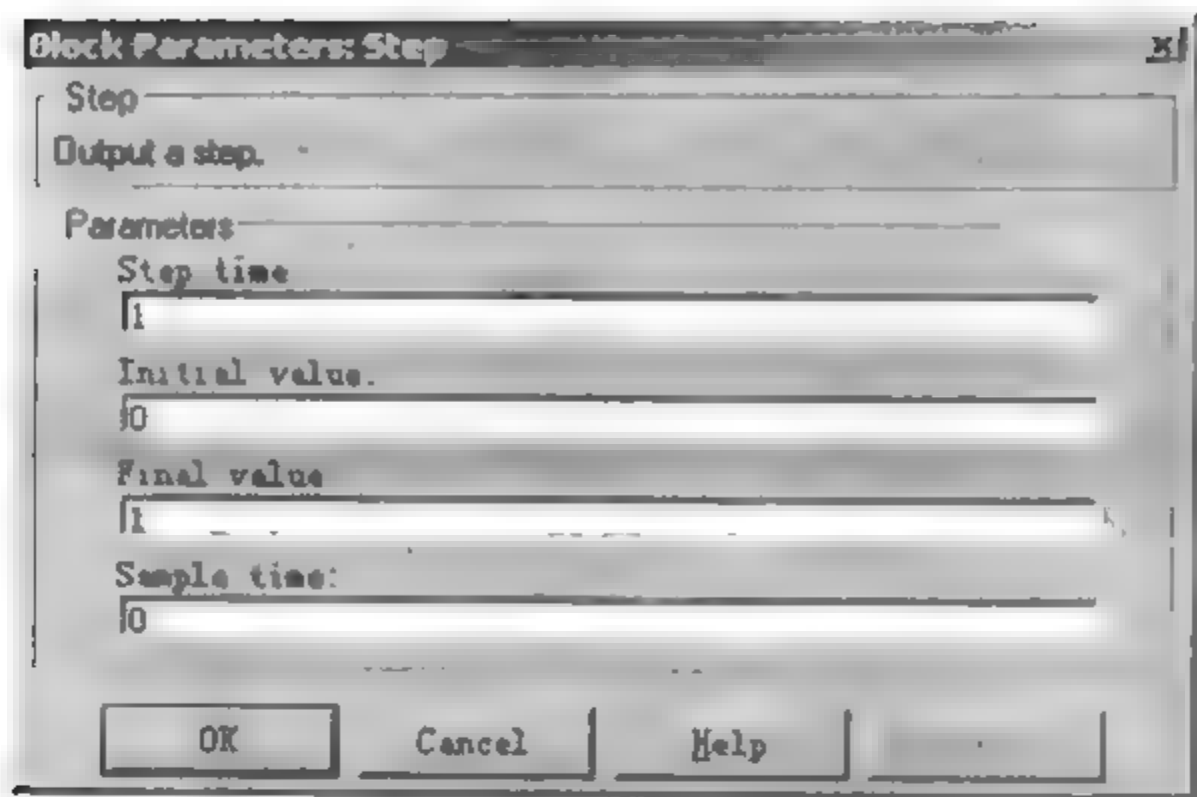 Block Parameters: Step
Step
Output a step.
Parameters
Step time
1
Initial value.
0
Final value
1
Sample time:
0
OK
Cancel
Help